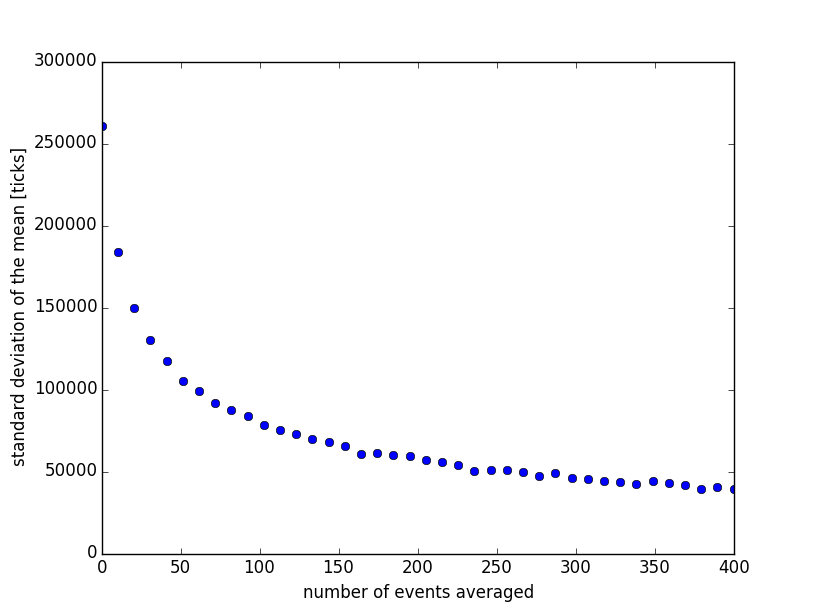 300000
250000
200000
150000
100000
50000
0
standard deviation of the mean [ticks]
0 50 100 150 200 250 300 350 400
number of events averaged